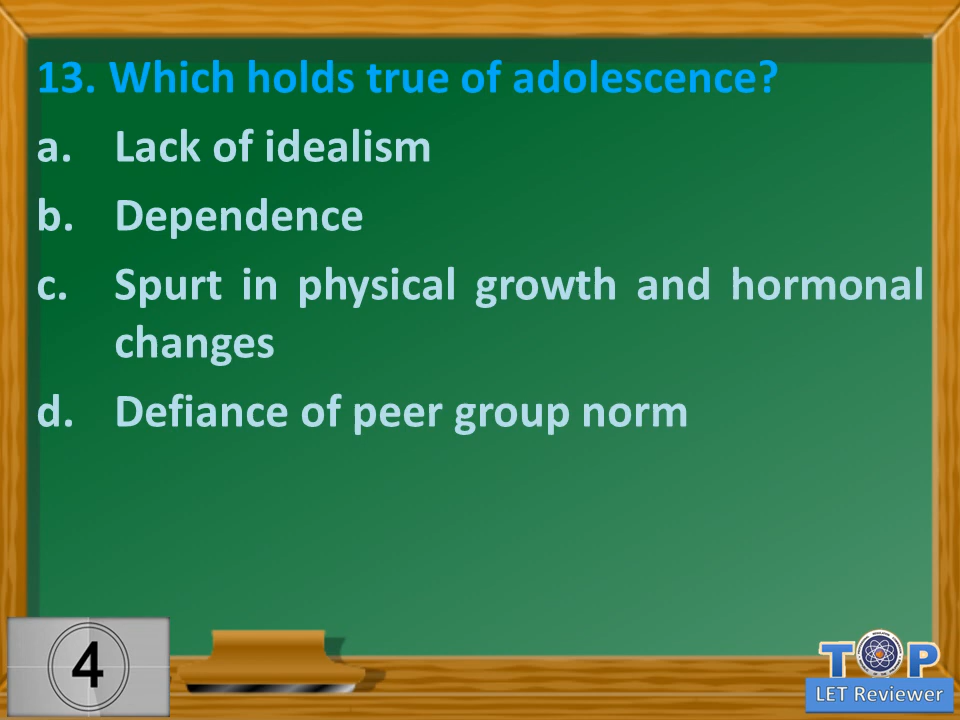 13. Which holds true of adolescence?
a. Lack of idealism
b. Dependence
c. Spurt in physical growth and hormonal
changes
d. Defiance of peer group norm
4
TOP
LET Reviewer